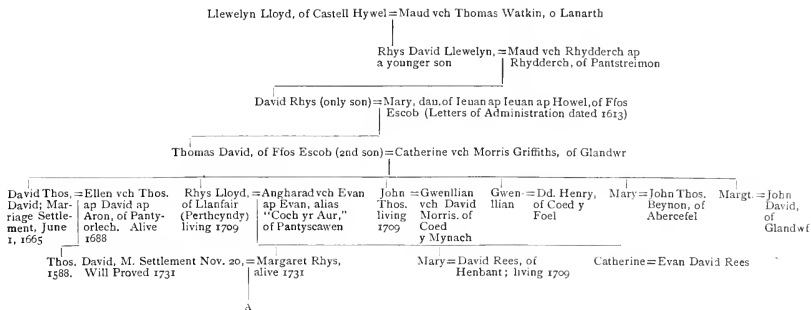 Llewelyn Lloyd, of Castell Hywel = Maud vch Thomas Watkin, o Lanarth
Rhys David Llewelyn, = Maud vch Rhydderch ap
a younger son Rhydderch, of Pantstreimon
David Rhys (only son) = Mary, dau. of Ieuan ap Ieuan ap Howel, of Ffos
Escob (Letters of Administration dated 1613)
Thomas David, of Ffos Escob (2nd son) = Catherine vch Morris Griffiths, of Glandwr
David Thos. = Ellen vch Thos. Rhys Lloyd, = Angharad vch Evan John = Gwenllian Gwen- = Dd. Henry, Mary = John Thos. Margt. = John
David; Mar- ap David ap of Llanfair ap Evan, alias Thos. vch David llian of Coed y Beynon, of David,
riage Settle- Aron, of Panty- (Perthcyndy) "Coch yr Aur," living Morris. of Foel Abercefel of
ment, June orlech. Alive living 1709 of Pantyscawen 1709 Coed Glandwf
1, 1665 1688 y Mynach
Thos. David, M. Settlement Nov. 20, = Margaret Rhys, Mary = David Rees, of Catherine = Evan David Rees
1588. Will Proved 1731 alive 1731 Henbant; living 1709
A